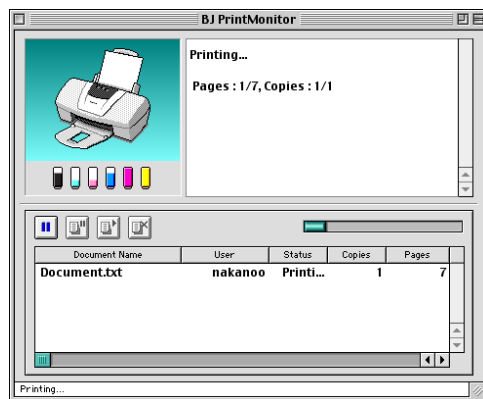 BJ PrintMonitor
Printing...
Pages : 1/7, Copies : 1/1
Document Name User Status Copies Pages
Document.txt nakanoo Printi... 1 7
Printing...